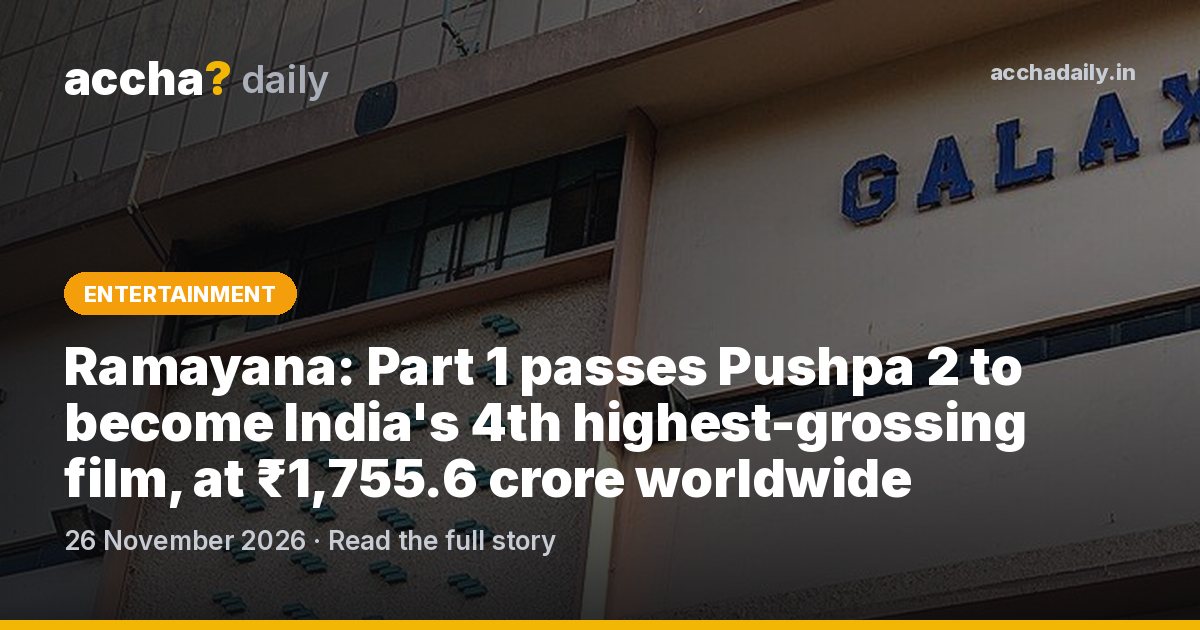 accha? daily
acchadaily.in
GALAX
ENTERTAINMENT
Ramayana: Part 1 passes Pushpa 2 to
become India's 4th highest-grossing
film, at ₹1,755.6 crore worldwide
26 November 2026 · Read the full story